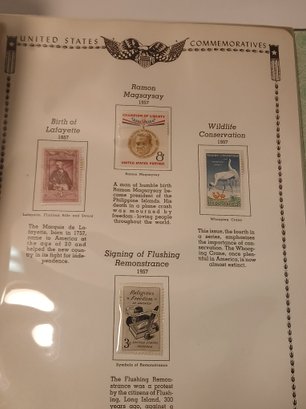 UNITED STATES COMMEMORATIVES
Ramon
Magsaysay
1957
CHAMPION OF LIBERTY
8¢
UNITED STATES POSTAGE
Ramon Magsaysay
A man of humble birth
Ramon Magsaysay be-
came president of the
Philippine Islands. His
death in a plane crash
was mourned by
freedom-loving people
throughout the world.
Birth of
Lafayette
1957
Lafayette, Flintlock Rifle and Sword
The Marquis de La-
fayette, born in 1757,
came to America at
the age of 20 and helped
the new country
in its fight for inde-
pendence.
Wildlife
Conservation
1957
Whooping Crane
This issue, the fourth in
a series, emphasizes
the importance of con-
servation. The Whoop-
ing Crane, once plen-
tiful in America, is now
almost extinct.
Signing of Flushing
Remonstrance
1957
Religious
Freedom
IN AMERICA
3¢
Symbols of Remonstrance
The Flushing Remon-
strance was a protest
by the citizens of Flush-
ing, Long Island, 300
years ago, against a